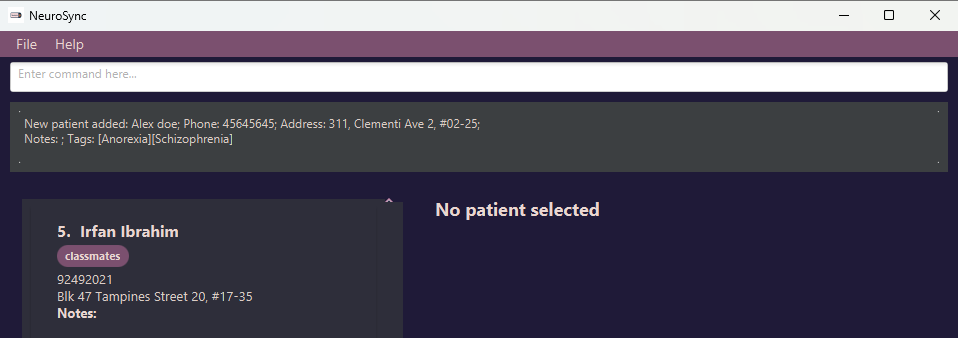 NeuroSync
File Help
Enter command here...
New patient added: Alex doe; Phone: 45645645; Address: 311, Clementi Ave 2, #02-25;
Notes: ; Tags: [Anorexia][Schizophrenia]
No patient selected
5. Irfan Ibrahim
classmates
92492021
Blk 47 Tampines Street 20, #17-35
Notes: